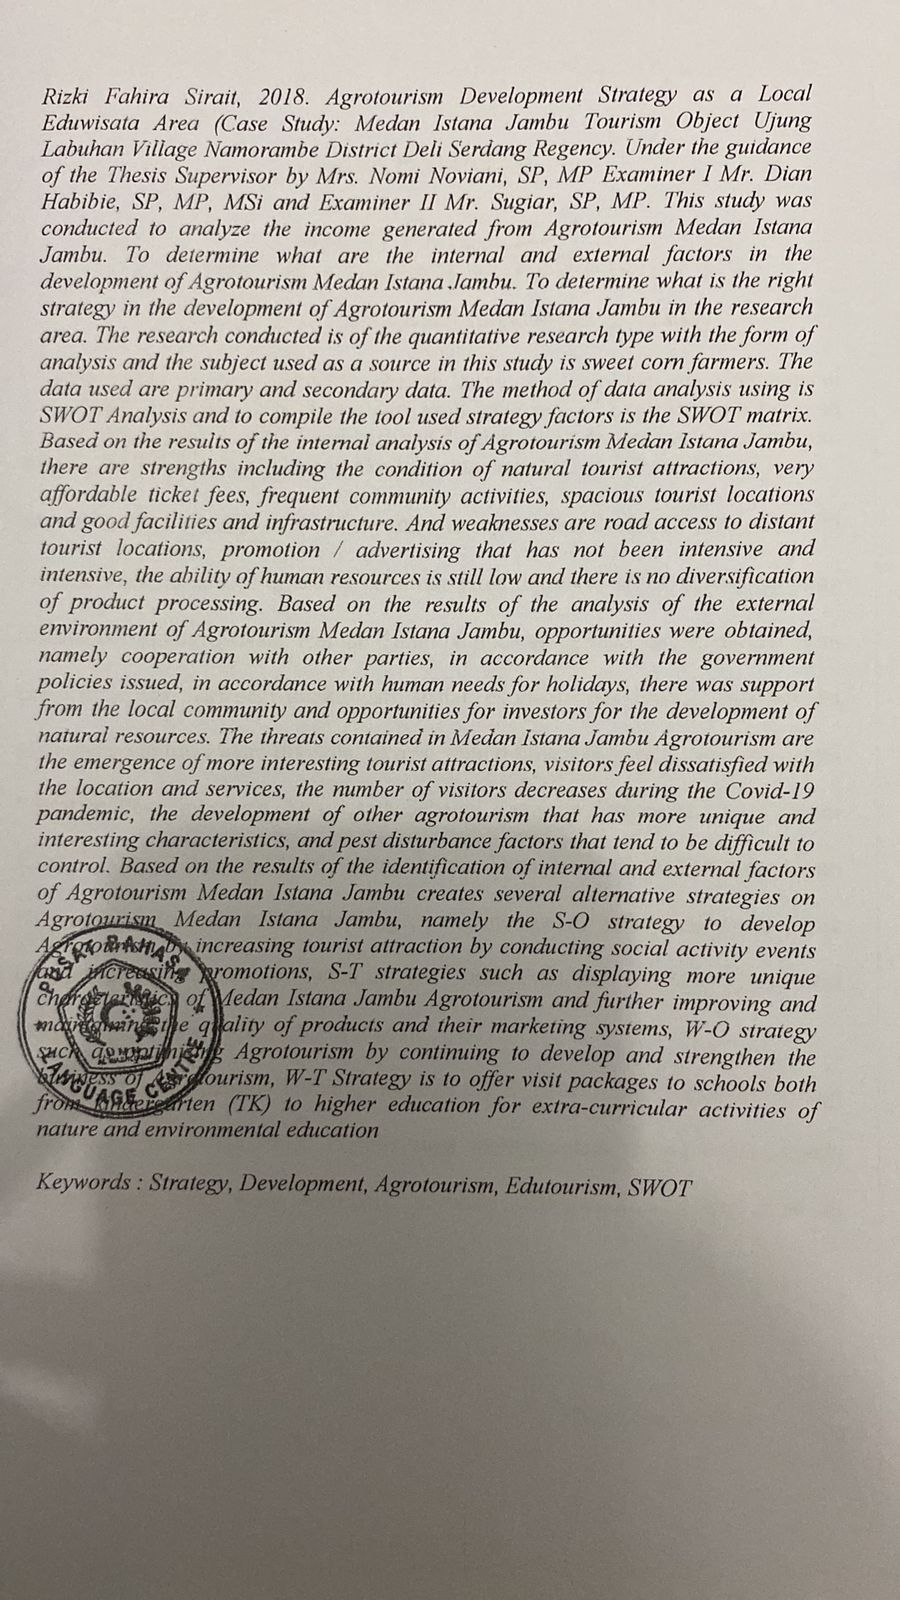 Rizki Fahira Sirait, 2018. Agrotourism Development Strategy as a Local
Eduwisata Area (Case Study: Medan Istana Jambu Tourism Object Ujung
Labuhan Village Namorambe District Deli Serdang Regency. Under the guidance
of the Thesis Supervisor by Mrs. Nomi Noviani, SP, MP Examiner I Mr. Dian
Habibie, SP, MP, MSi and Examiner II Mr. Sugiar, SP, MP. This study was
conducted to analyze the income generated from Agrotourism Medan Istana
Jambu. To determine what are the internal and external factors in the
development of Agrotourism Medan Istana Jambu. To determine what is the right
strategy in the development of Agrotourism Medan Istana Jambu in the research
area. The research conducted is of the quantitative research type with the form of
analysis and the subject used as a source in this study is sweet corn farmers. The
data used are primary and secondary data. The method of data analysis using is
SWOT Analysis and to compile the tool used strategy factors is the SWOT matrix.
Based on the results of the internal analysis of Agrotourism Medan Istana Jambu,
there are strengths including the condition of natural tourist attractions, very
affordable ticket fees, frequent community activities, spacious tourist locations
and good facilities and infrastructure. And weaknesses are road access to distant
tourist locations, promotion / advertising that has not been intensive and
intensive, the ability of human resources is still low and there is no diversification
of product processing. Based on the results of the analysis of the external
environment of Agrotourism Medan Istana Jambu, opportunities were obtained,
namely cooperation with other parties, in accordance with the government
policies issued, in accordance with human needs for holidays, there was support
from the local community and opportunities for investors for the development of
natural resources. The threats contained in Medan Istana Jambu Agrotourism are
the emergence of more interesting tourist attractions, visitors feel dissatisfied with
the location and services, the number of visitors decreases during the Covid-19
pandemic, the development of other agrotourism that has more unique and
interesting characteristics, and pest disturbance factors that tend to be difficult to
control. Based on the results of the identification of internal and external factors
of Agrotourism Medan Istana Jambu creates several alternative strategies on
Agrotourism Medan Istana Jambu, namely the S-O strategy to develop
Agrotourism by increasing tourist attraction by conducting social activity events
and increasing promotions, S-T strategies such as displaying more unique
characteristics of Medan Istana Jambu Agrotourism and further improving and
maintaining the quality of products and their marketing systems, W-O strategy
such as optimizing Agrotourism by continuing to develop and strengthen the
business of Agrotourism, W-T Strategy is to offer visit packages to schools both
from kindergarten (TK) to higher education for extra-curricular activities of
nature and environmental education
PUSAT BAHASA
LANGUAGE CENTRE
Keywords : Strategy, Development, Agrotourism, Edutourism, SWOT